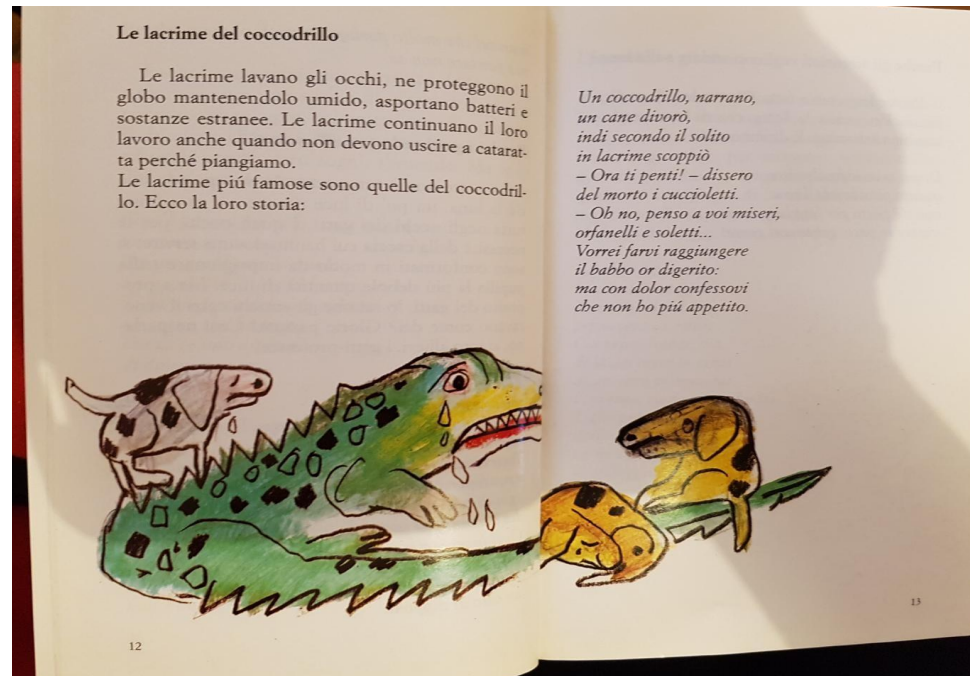 Le lacrime del coccodrillo
Le lacrime lavano gli occhi, ne proteggono il
globo mantenendolo umido, asportano batteri e
sostanze estranee. Le lacrime continuano il loro
lavoro anche quando non devono uscire a catarat-
ta perché piangiamo.
Le lacrime piú famose sono quelle del coccodril-
lo. Ecco la loro storia:
12
Un coccodrillo, narrano,
un cane divorò,
indi secondo il solito
in lacrime scoppiò
– Ora ti penti! – dissero
del morto i cuccioletti.
– Oh no, penso a voi miseri,
orfanelli e soletti...
Vorrei farvi raggiungere
il babbo or digerito:
ma con dolor confessovi
che non ho piú appetito.
13